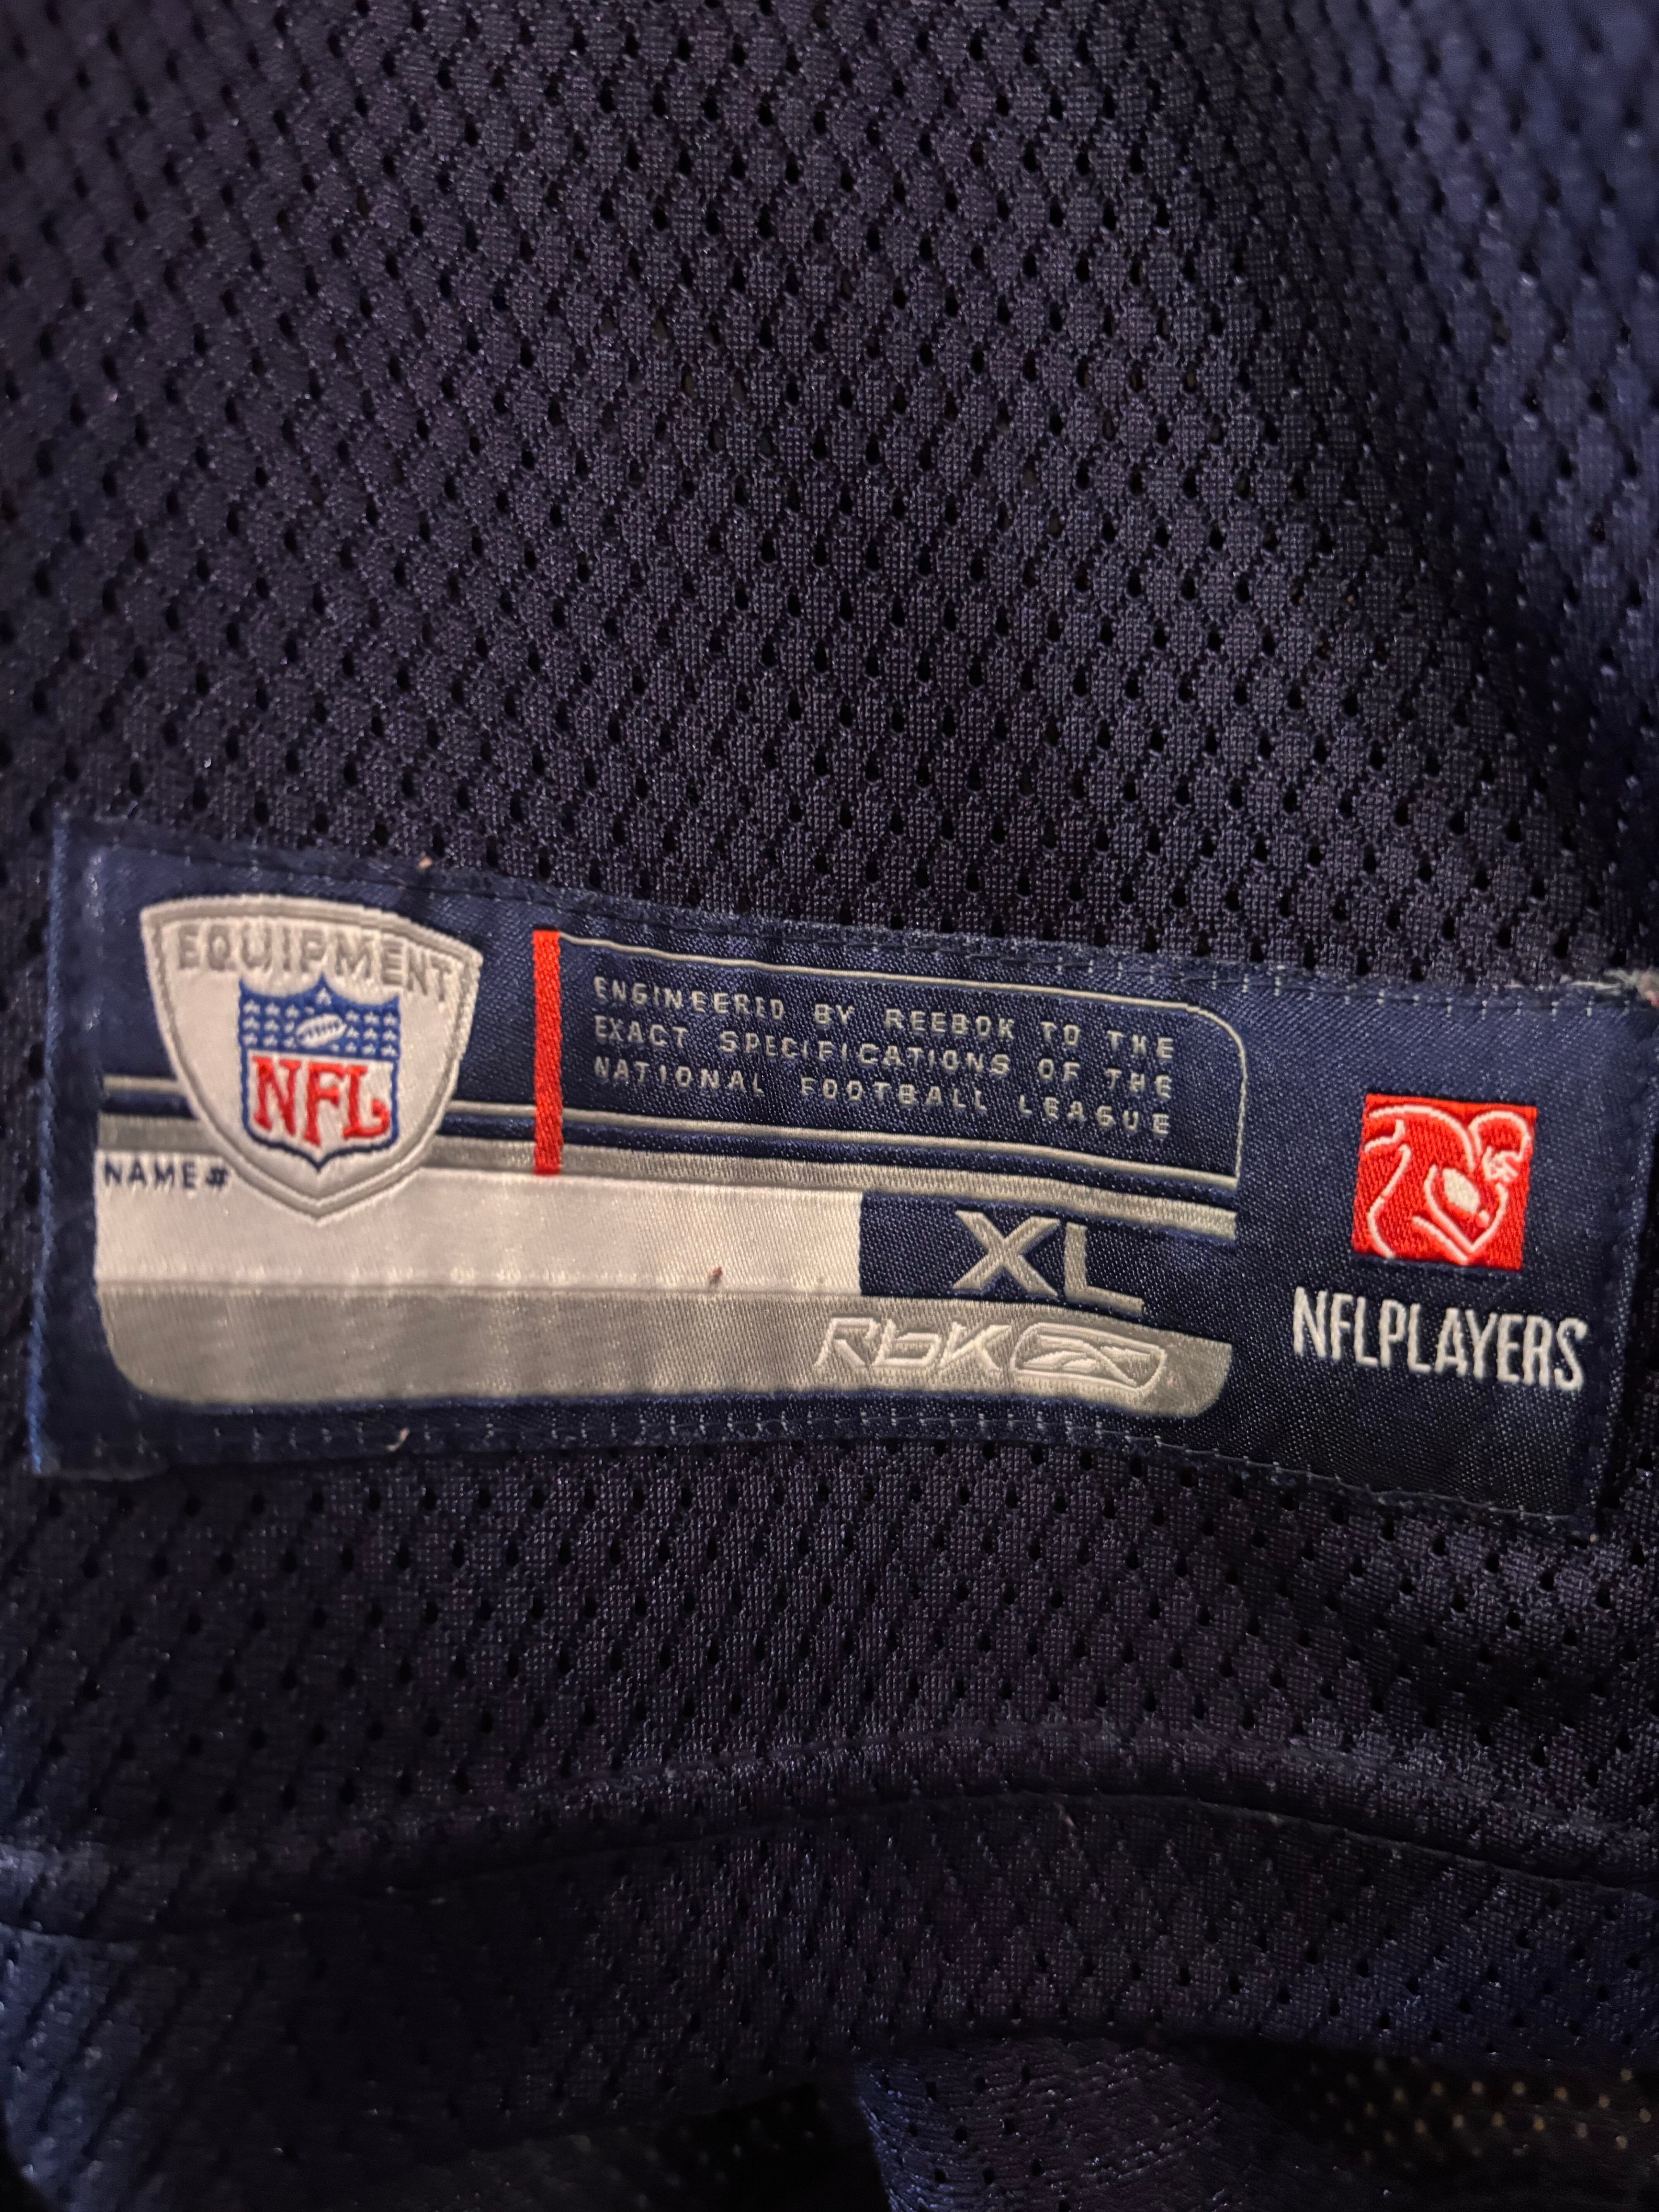 EQUIPMENT
NFL
ENGINEERED BY REEBOK TO THE
EXACT SPECIFICATIONS OF THE
NATIONAL FOOTBALL LEAGUE
NAME#
XL
RbK
NFLPLAYERS